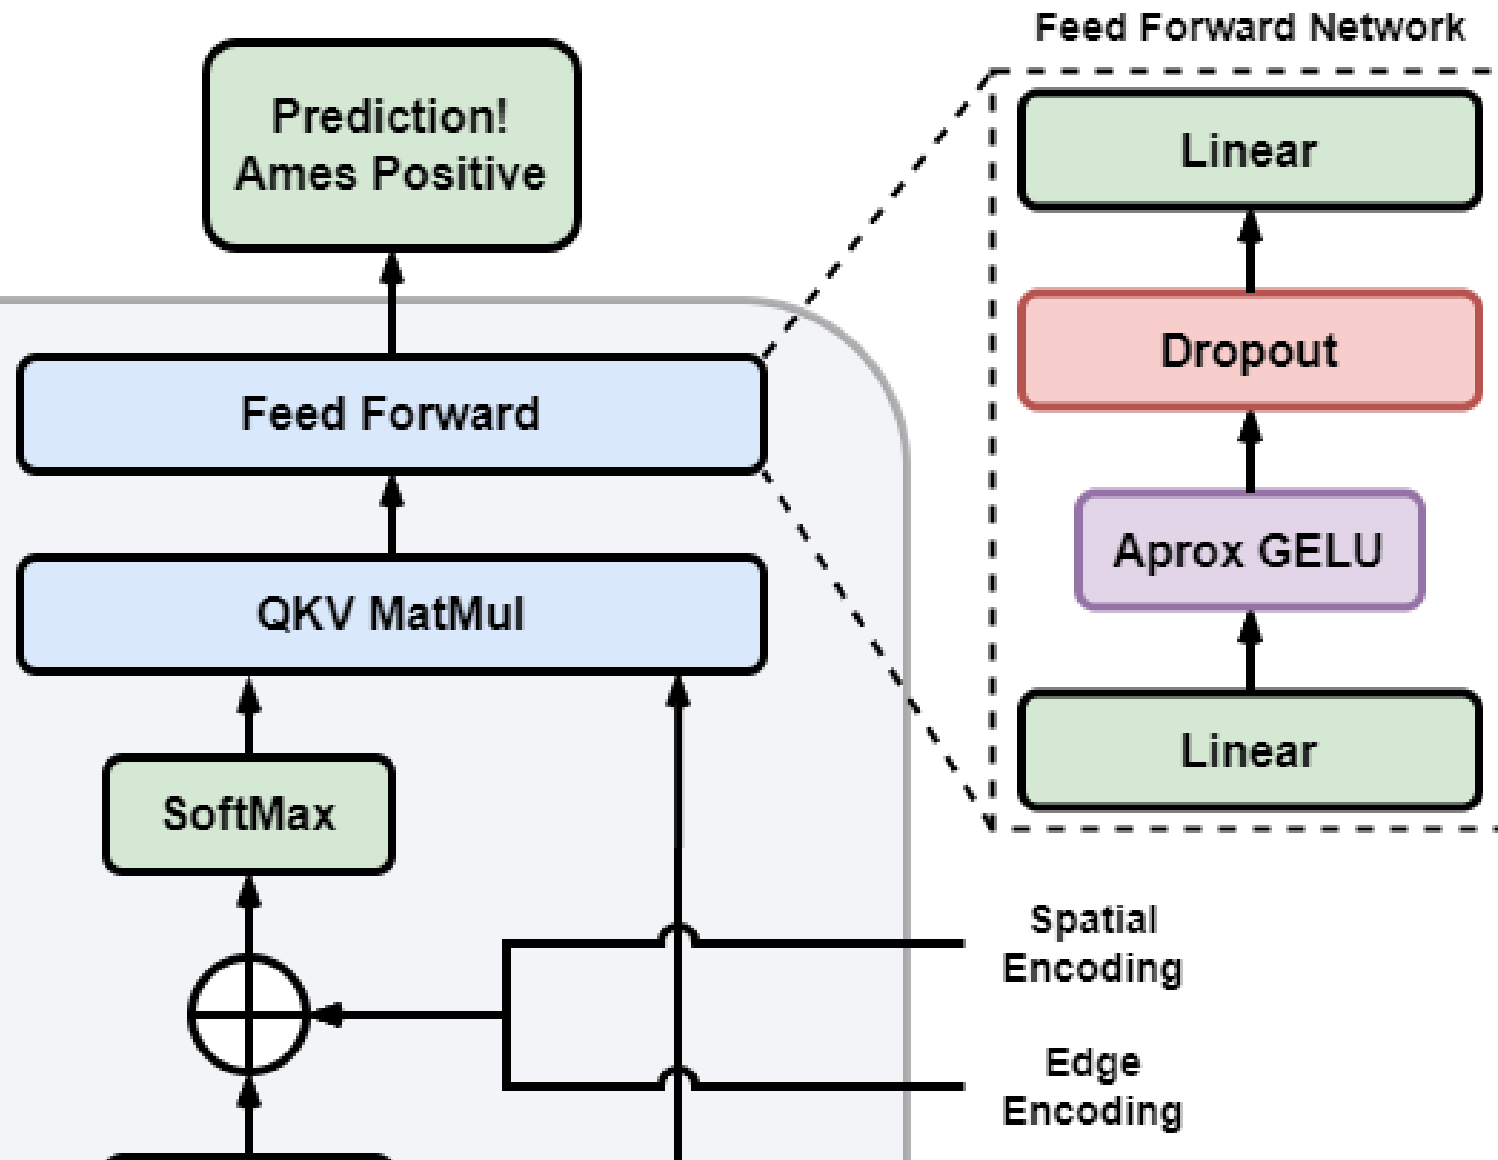 Feed Forward Network
Prediction!
Ames Positive
Linear
Dropout
Feed Forward
Aprox GELU
QKV MatMul
Linear
SoftMax
Spatial
Encoding
Edge
Encoding